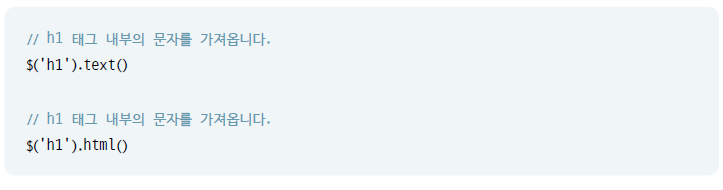 // h1 태그 내부의 문자를 가져옵니다.
$('h1').text()
// h1 태그 내부의 문자를 가져옵니다.
$('h1').html()